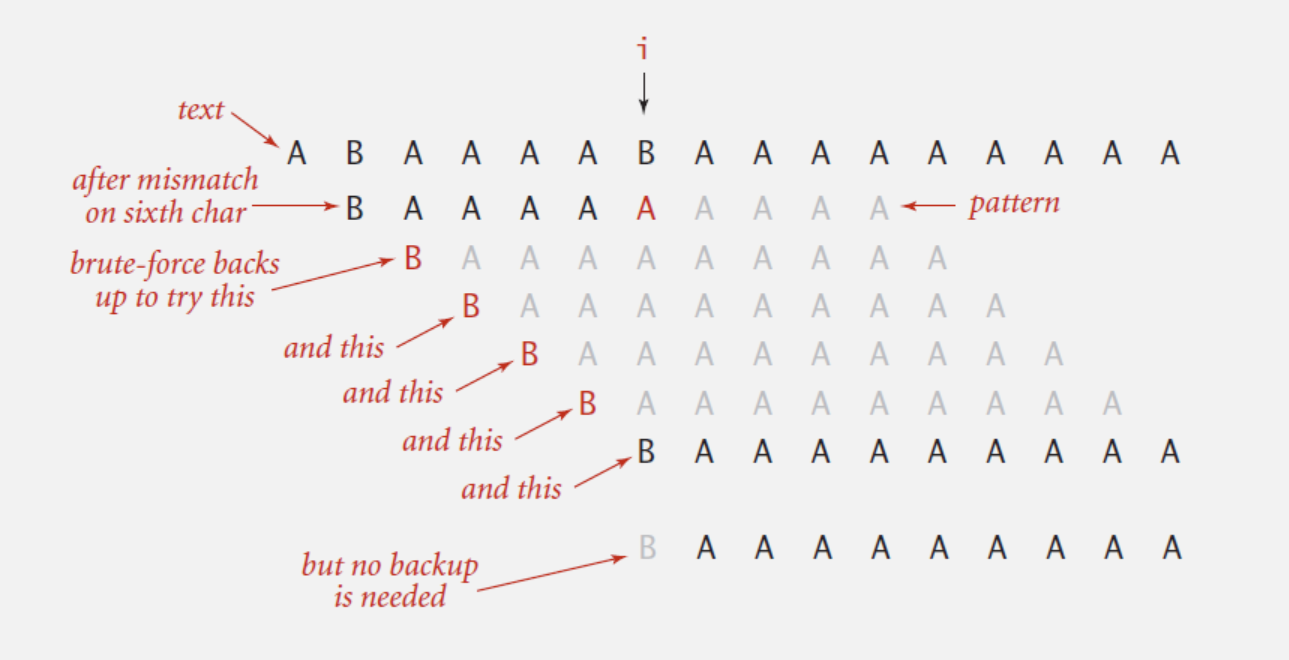 i
text
A B A A A A B A A A A A A A A A
after mismatch
on sixth char
B A A A A A A A A A
pattern
brute-force backs
up to try this
B A A A A A A A A A
and this
B A A A A A A A A A
and this
B A A A A A A A A A
and this
B A A A A A A A A A
and this
B A A A A A A A A A
but no backup
is needed
B A A A A A A A A A